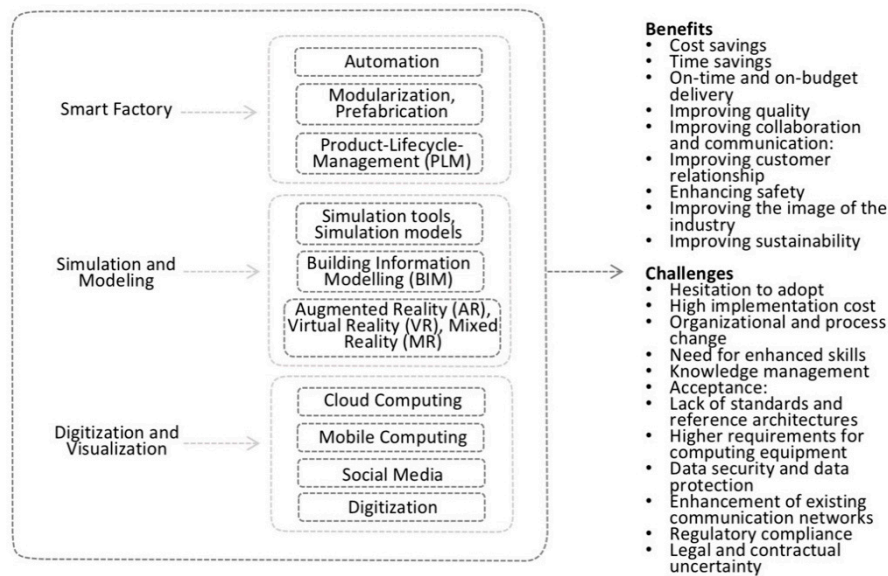 Smart Factory
Automation
Modularization,
Prefabrication
Product-Lifecycle-
Management (PLM)
Simulation and
Modeling
Simulation tools,
Simulation models
Building Information
Modelling (BIM)
Augmented Reality (AR),
Virtual Reality (VR), Mixed
Reality (MR)
Digitization and
Visualization
Cloud Computing
Mobile Computing
Social Media
Digitization
Benefits
• Cost savings
• Time savings
• On-time and on-budget
delivery
• Improving quality
• Improving collaboration
and communication:
• Improving customer
relationship
• Enhancing safety
• Improving the image of the
industry
• Improving sustainability
Challenges
• Hesitation to adopt
• High implementation cost
• Organizational and process
change
• Need for enhanced skills
• Knowledge management
• Acceptance:
• Lack of standards and
reference architectures
• Higher requirements for
computing equipment
• Data security and data
protection
• Enhancement of existing
communication networks
• Regulatory compliance
• Legal and contractual
uncertainty